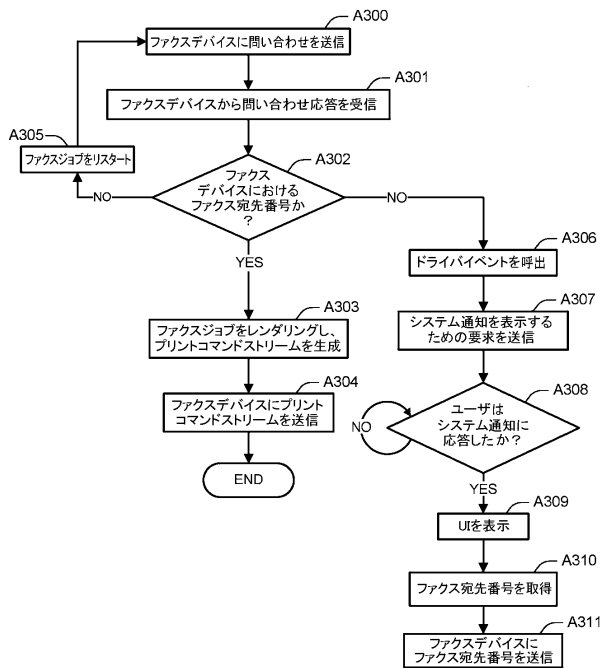 A300
ファクスデバイスに問い合わせを送信
A301
ファクスデバイスから問い合わせ応答を受信
A305
ファクスジョブをリスタート
A302
ファクス
デバイスにおける
ファクス宛先番号か
?
NO
NO
YES
A306
ドライバイベントを呼出
A303
ファクスジョブをレンダリングし、
プリントコマンドストリームを生成
A307
システム通知を表示する
ための要求を送信
A304
ファクスデバイスにプリント
コマンドストリームを送信
A308
ユーザは
システム通知に
応答したか?
NO
END
YES
A309
UIを表示
A310
ファクス宛先番号を取得
A311
ファクスデバイスに
ファクス宛先番号を送信